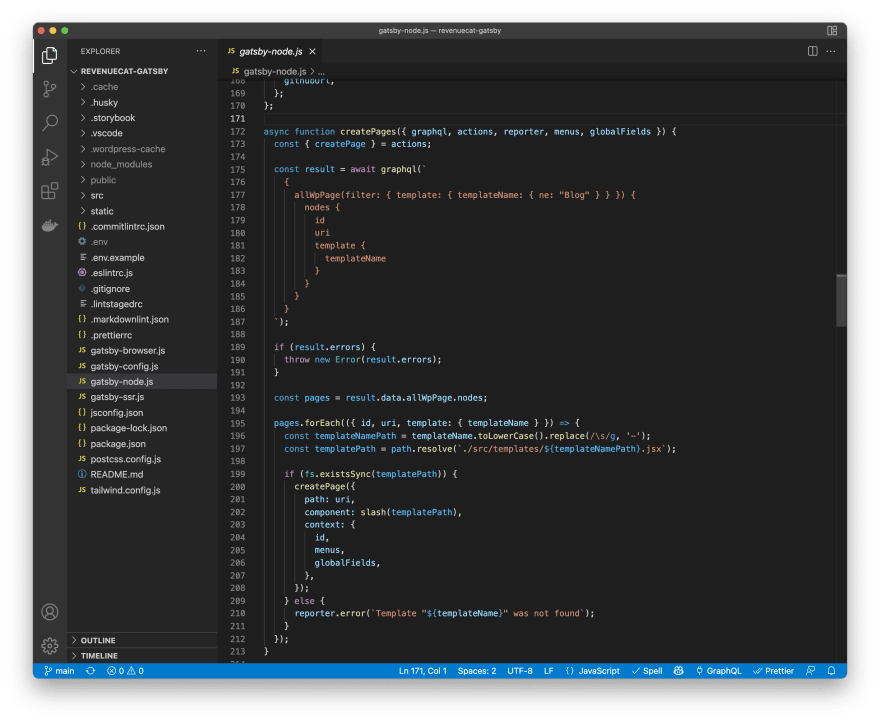 gatsby-node.js — revenuecat-gatsby
EXPLORER
REVENUECAT-GATSBY
.cache
.husky
.storybook
.vscode
.wordpress-cache
node_modules
public
src
static
{} .commitlintrc.json
.env
.env.example
.eslintrc.js
.gitignore
.lintstagedrc
{} .markdownlint.json
{} .prettierrc
JS gatsby-browser.js
JS gatsby-config.js
JS gatsby-node.js
JS gatsby-ssr.js
{} jsconfig.json
{} package-lock.json
{} package.json
JS postcss.config.js
README.md
JS tailwind.config.js
OUTLINE
TIMELINE
JS gatsby-node.js ×
JS gatsby-node.js > ...
168 githubUrl,
169 };
170 };
171
172 async function createPages({ graphql, actions, reporter, menus, globalFields }) {
173 const { createPage } = actions;
174
175 const result = await graphql(`
176 {
177 allWpPage(filter: { template: { templateName: { ne: "Blog" } } }) {
178 nodes {
179 id
180 uri
181 template {
182 templateName
183 }
184 }
185 }
186 }
187 `);
188
189 if (result.errors) {
190 throw new Error(result.errors);
191 }
192
193 const pages = result.data.allWpPage.nodes;
194
195 pages.forEach(({ id, uri, template: { templateName } }) => {
196 const templateNamePath = templateName.toLowerCase().replace(/\s/g, '-');
197 const templatePath = path.resolve(`./src/templates/${templateNamePath}.jsx`);
198
199 if (fs.existsSync(templatePath)) {
200 createPage({
201 path: uri,
202 component: slash(templatePath),
203 context: {
204 id,
205 menus,
206 globalFields,
207 },
208 });
209 } else {
210 reporter.error(`Template "${templateName}" was not found`);
211 }
212 });
213 }
main 0 0 Ln 171, Col 1 Spaces: 2 UTF-8 LF {} JavaScript Spell GraphQL Prettier